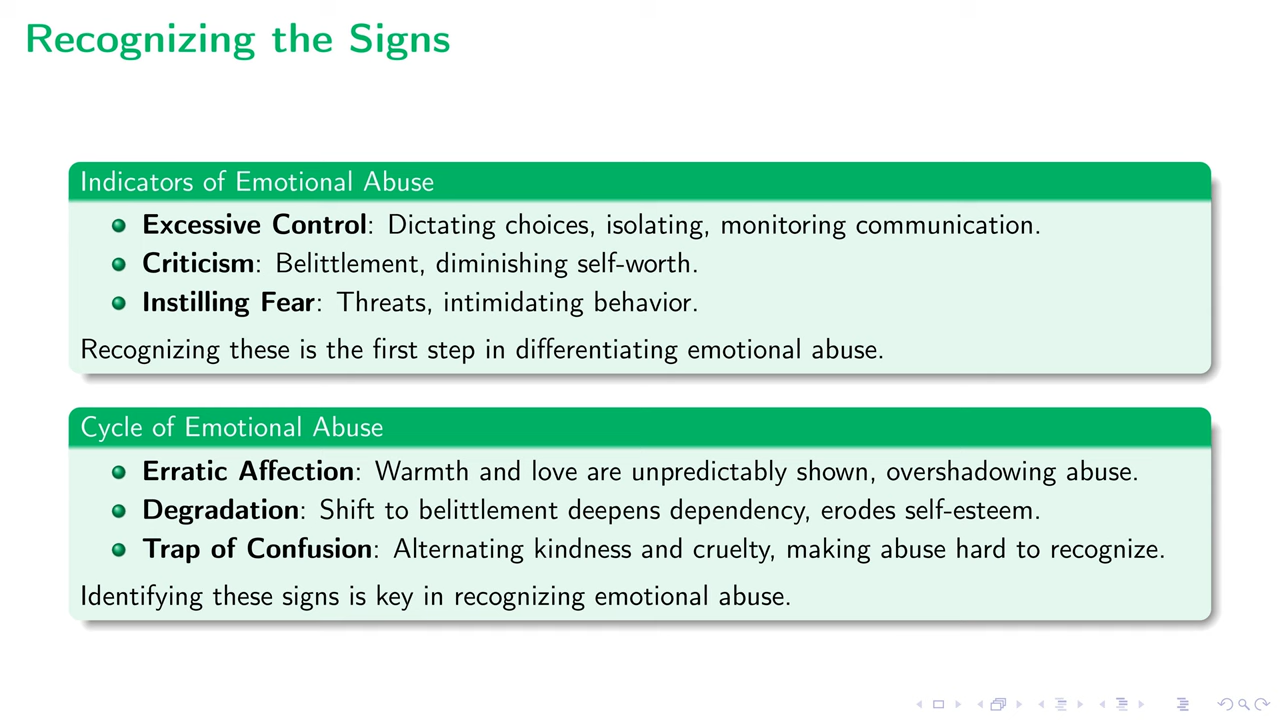 Recognizing the Signs
Indicators of Emotional Abuse
Excessive Control: Dictating choices, isolating, monitoring communication.
Criticism: Belittlement, diminishing self-worth.
Instilling Fear: Threats, intimidating behavior.
Recognizing these is the first step in differentiating emotional abuse.
Cycle of Emotional Abuse
Erratic Affection: Warmth and love are unpredictably shown, overshadowing abuse.
Degradation: Shift to belittlement deepens dependency, erodes self-esteem.
Trap of Confusion: Alternating kindness and cruelty, making abuse hard to recognize.
Identifying these signs is key in recognizing emotional abuse.